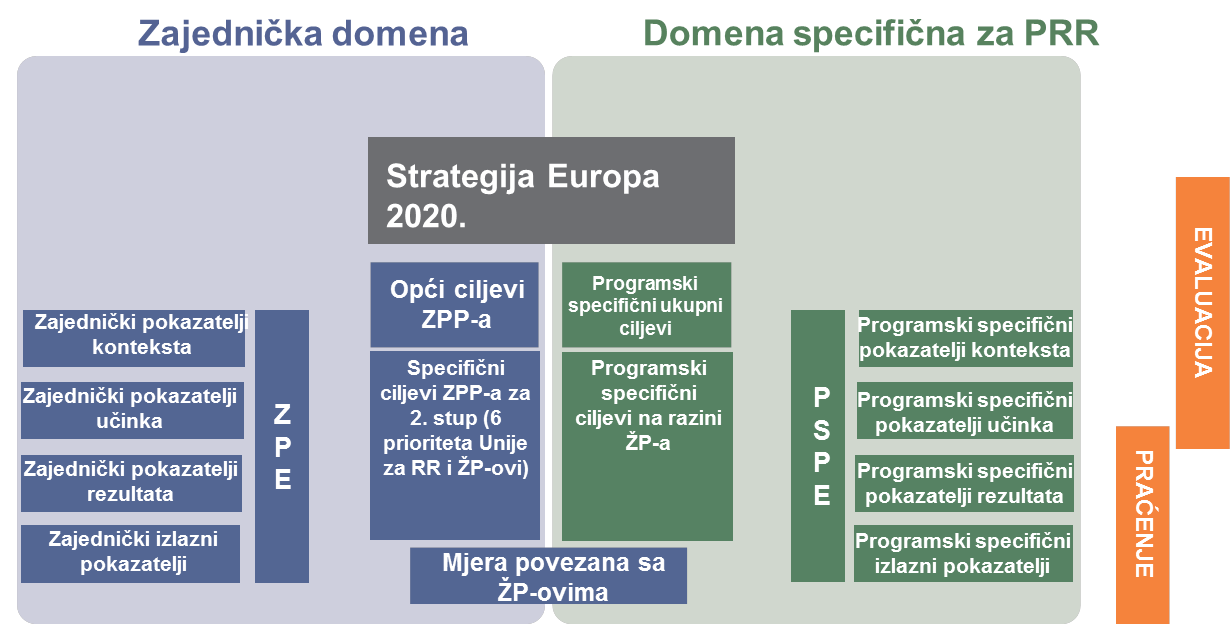 Zajednička domena
Domena specifična za PRR
Strategija Europa
2020.
Opći ciljevi
ZPP-a
Programski
specifični ukupni
ciljevi
Zajednički pokazatelji
konteksta
Zajednički pokazatelji
učinka
Zajednički pokazatelji
rezultata
Zajednički izlazni
pokazatelji
Z
P
E
Specifični
ciljevi ZPP-a za
2. stup (6
prioriteta Unije
za RR i ŽP-ovi)
Programski
specifični
ciljevi na razini
ŽP-a
Mjera povezana sa
ŽP-ovima
P
S
P
E
Programski specifični
pokazatelji konteksta
Programski specifični
pokazatelji učinka
Programski specifični
pokazatelji rezultata
Programski specifični
izlazni pokazatelji
EVALUACIJA
PRAĆENJE